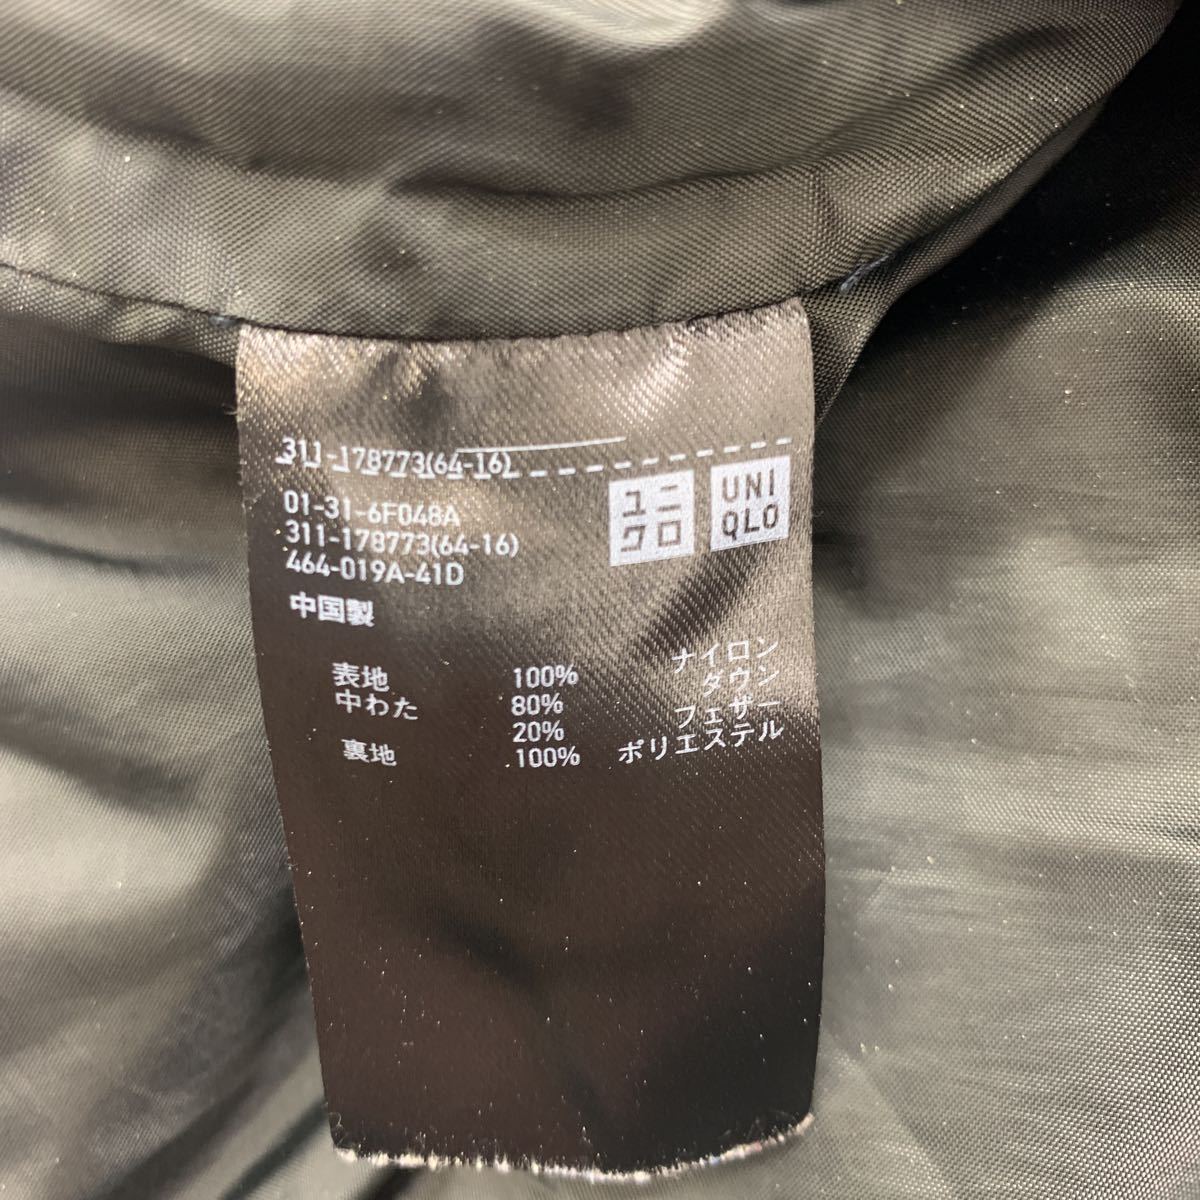 311-178773(64-16)
01-31-6F048A
311-178773(64-16)
464-019A-41D
中国製
ユニ
クロ
UNI
QLO
表地 100% ナイロン
中わた 80% ダウン
20% フェザー
裏地 100% ポリエステル